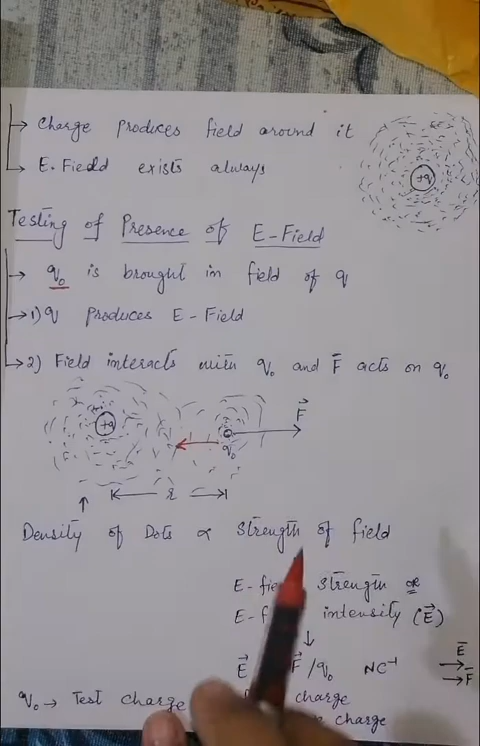 → Charge produces field around it
+q
→ E. Field exists always
Testing of Presence of E-Field
→ q₀ is brought in field of q
→ 1) q Produces E-Field
→ 2) Field interacts with q₀ and F⃗ acts on q₀
+q q₀ F⃗
r
Density of Dots ∝ Strength of field
E-fie Strength or
E-f intensity (E⃗)
↓
E⃗ F⃗/q₀ NC⁻¹
E⃗
F⃗
q₀ → Test charge charge
charge